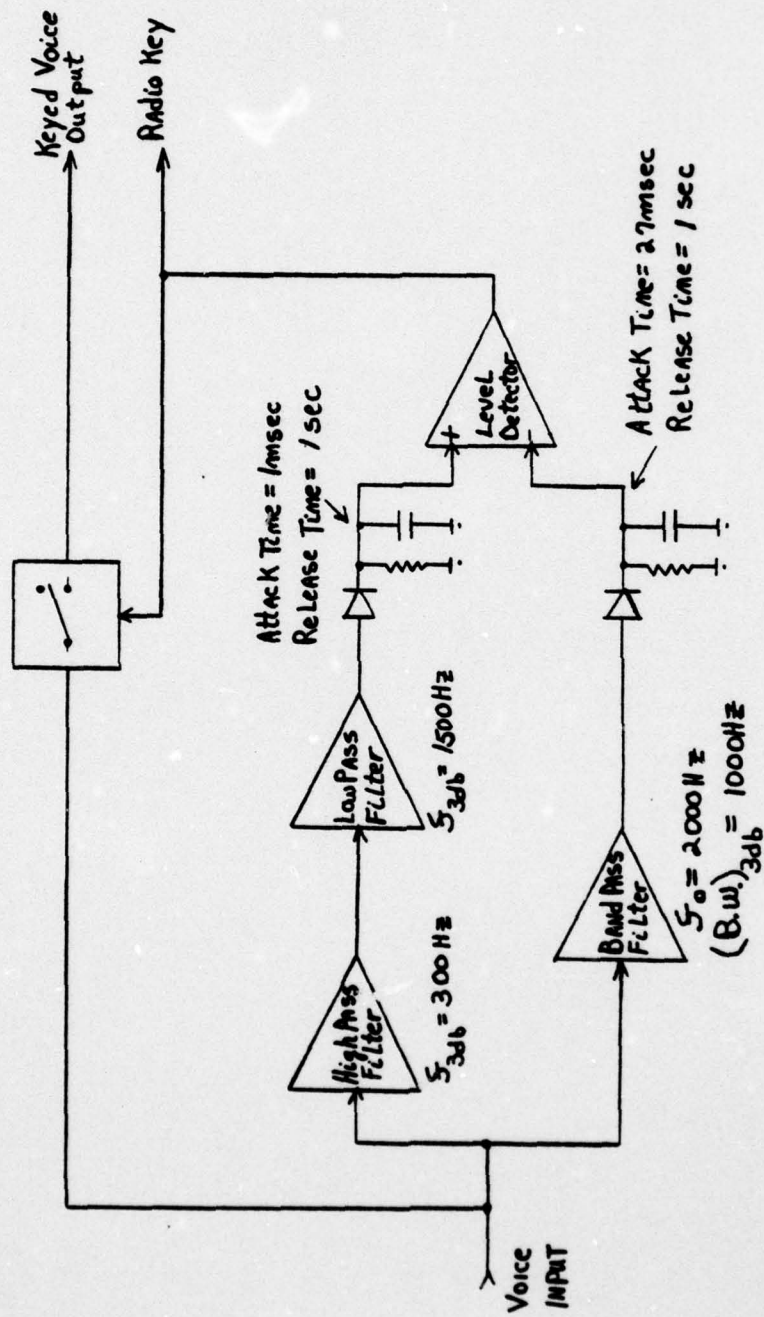 Keyed Voice
Output
Radio Key
Attack Time = 1msec
Release Time = 1 sec
Level
Detector
+
−
Attack Time = 27msec
Release Time = 1 sec
Low Pass
Filter
f3db = 1500Hz
High Pass
Filter
f3db = 300Hz
Band Pass
Filter
fo = 2000Hz
(B.W.)3db = 1000Hz
Voice
INPUT